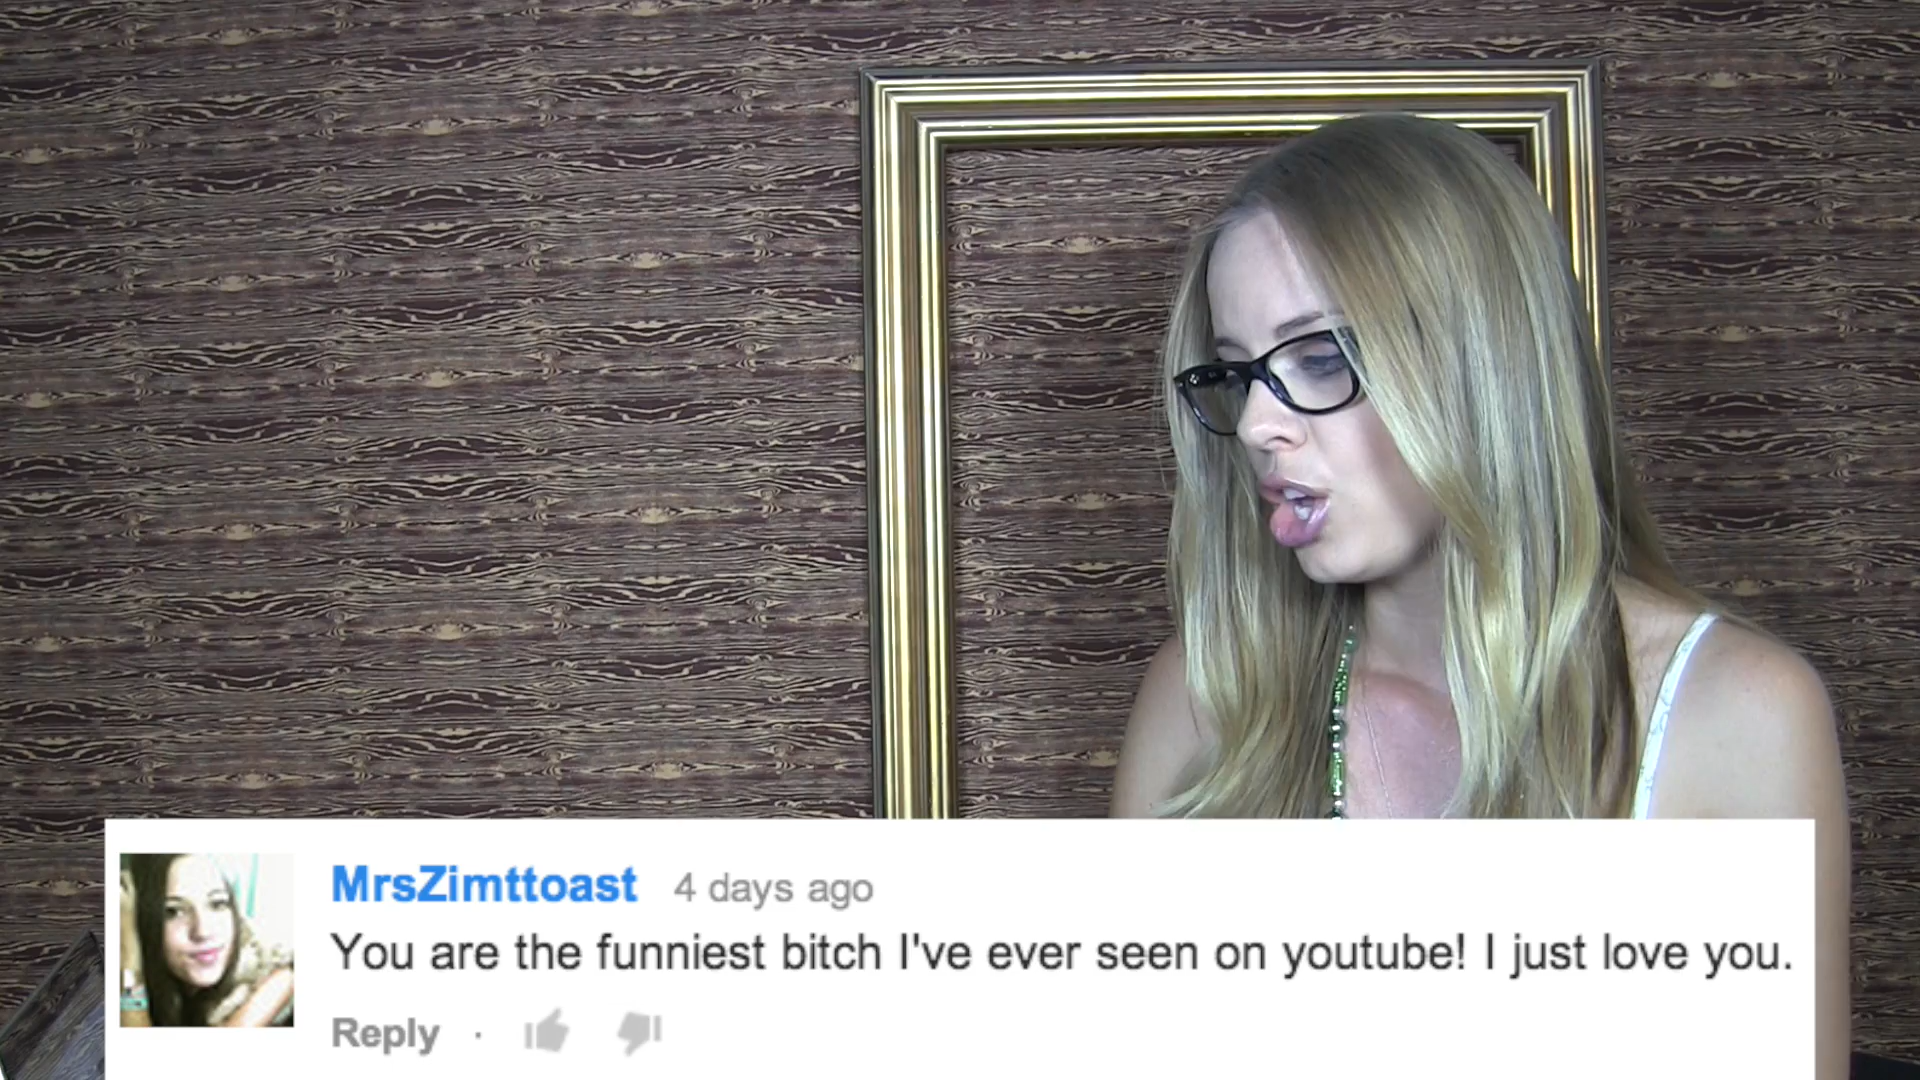 MrsZimttoast 4 days ago
You are the funniest bitch I've ever seen on youtube! I just love you.
Reply ·